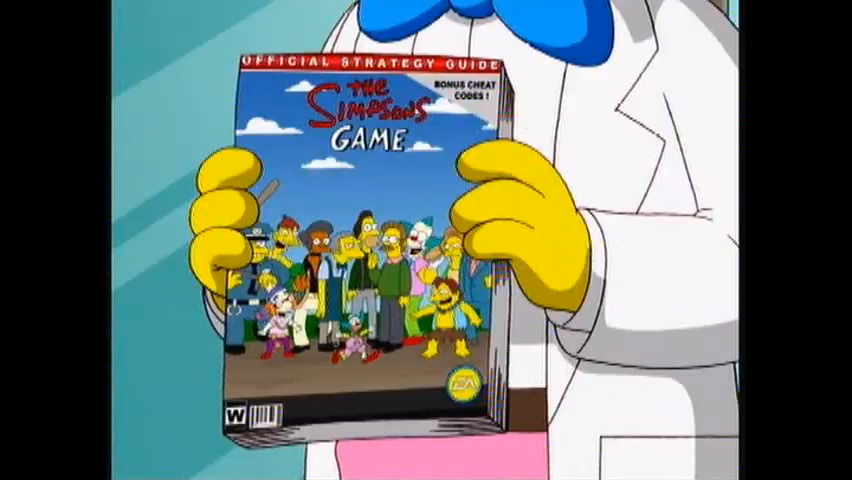 OFFICIAL STRATEGY GUIDE
BONUS CHEAT
CODES!
THE
SIMPSONS
GAME
EA
W